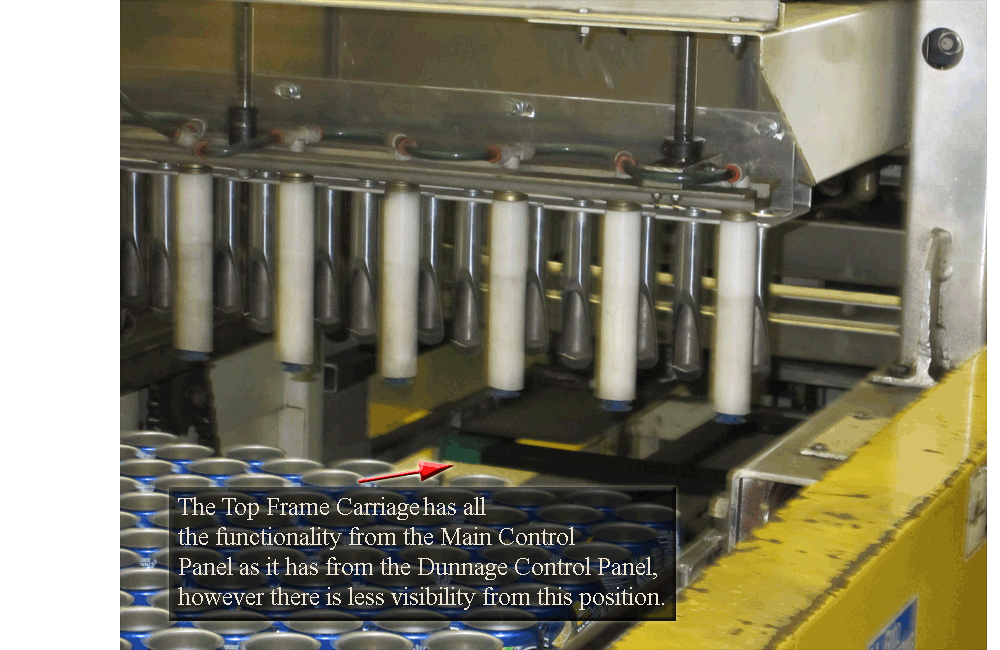 The Top Frame Carriage has all
the functionality from the Main Control
Panel as it has from the Dunnage Control Panel,
however there is less visibility from this position.